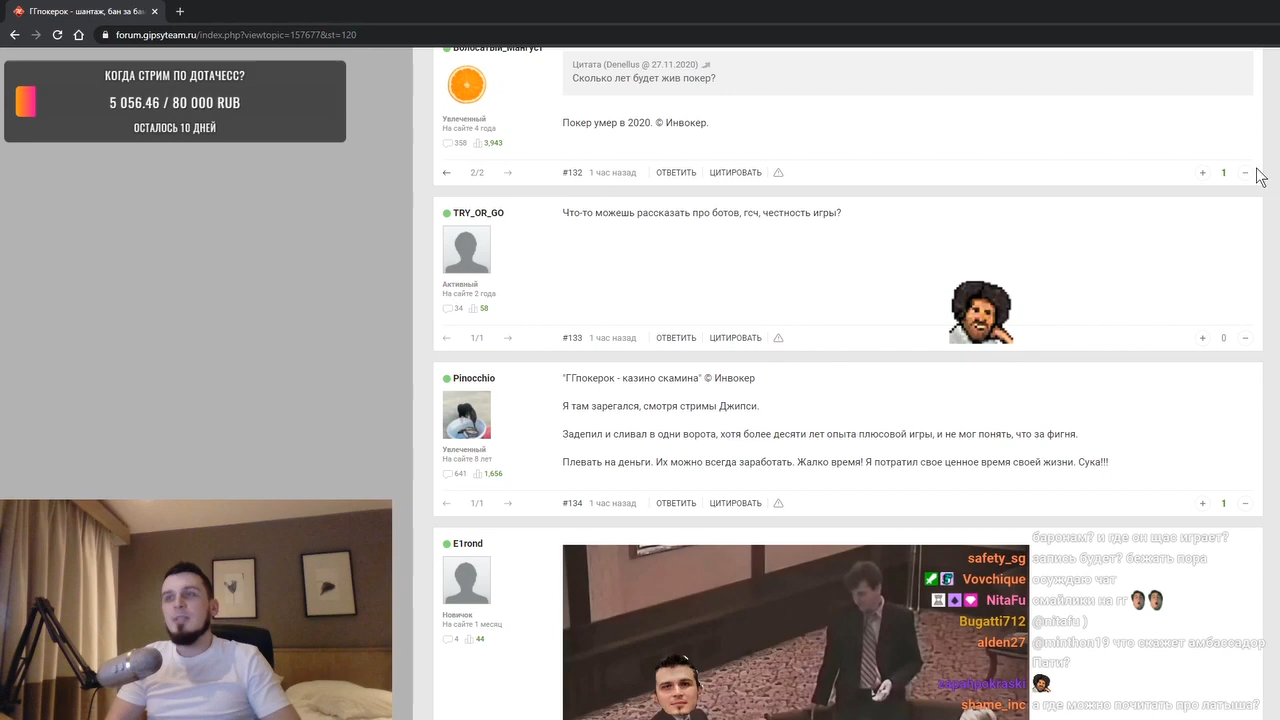 ГГпокерок - шантаж, бан за ба
forum.gipsyteam.ru/index.php?viewtopic=157677&st=120
КОГДА СТРИМ ПО ДОТАЧЕСС?
5 056.46 / 80 000 RUB
ОСТАЛОСЬ 10 ДНЕЙ
Волосатый_Мангуст
Цитата (Denellus @ 27.11.2020)
Сколько лет будет жив покер?
Увлеченный
На сайте 4 года
358 3,943
Покер умер в 2020. © Инвокер.
2/2 #132 1 час назад ОТВЕТИТЬ ЦИТИРОВАТЬ + 1 −
TRY_OR_GO
Что-то можешь рассказать про ботов, гсч, честность игры?
Активный
На сайте 2 года
34 58
1/1 #133 1 час назад ОТВЕТИТЬ ЦИТИРОВАТЬ + 0 −
Pinocchio
"ГГпокерок - казино скамина" © Инвокер
Я там зарегался, смотря стримы Джипси.
Задепил и сливал в одни ворота, хотя более десяти лет опыта плюсовой игры, и не мог понять, что за фигня.
Плевать на деньги. Их можно всегда заработать. Жалко время! Я потратил свое ценное время своей жизни. Сука!!!
Увлеченный
На сайте 8 лет
641 1,656
1/1 #134 1 час назад ОТВЕТИТЬ ЦИТИРОВАТЬ + 1 −
E1rond
Новичок
На сайте 1 месяц
4 44
баронам? и где он щас играет?
safety_sg запись будет? бежать пора
Vovchique осуждаю чат
NitaFu смайлики на гг
Bugatti712 @nitafu )
alden27 @minthon19 что скажет амбассадор
Пати?
shame_inc а где можно почитать про латыша?